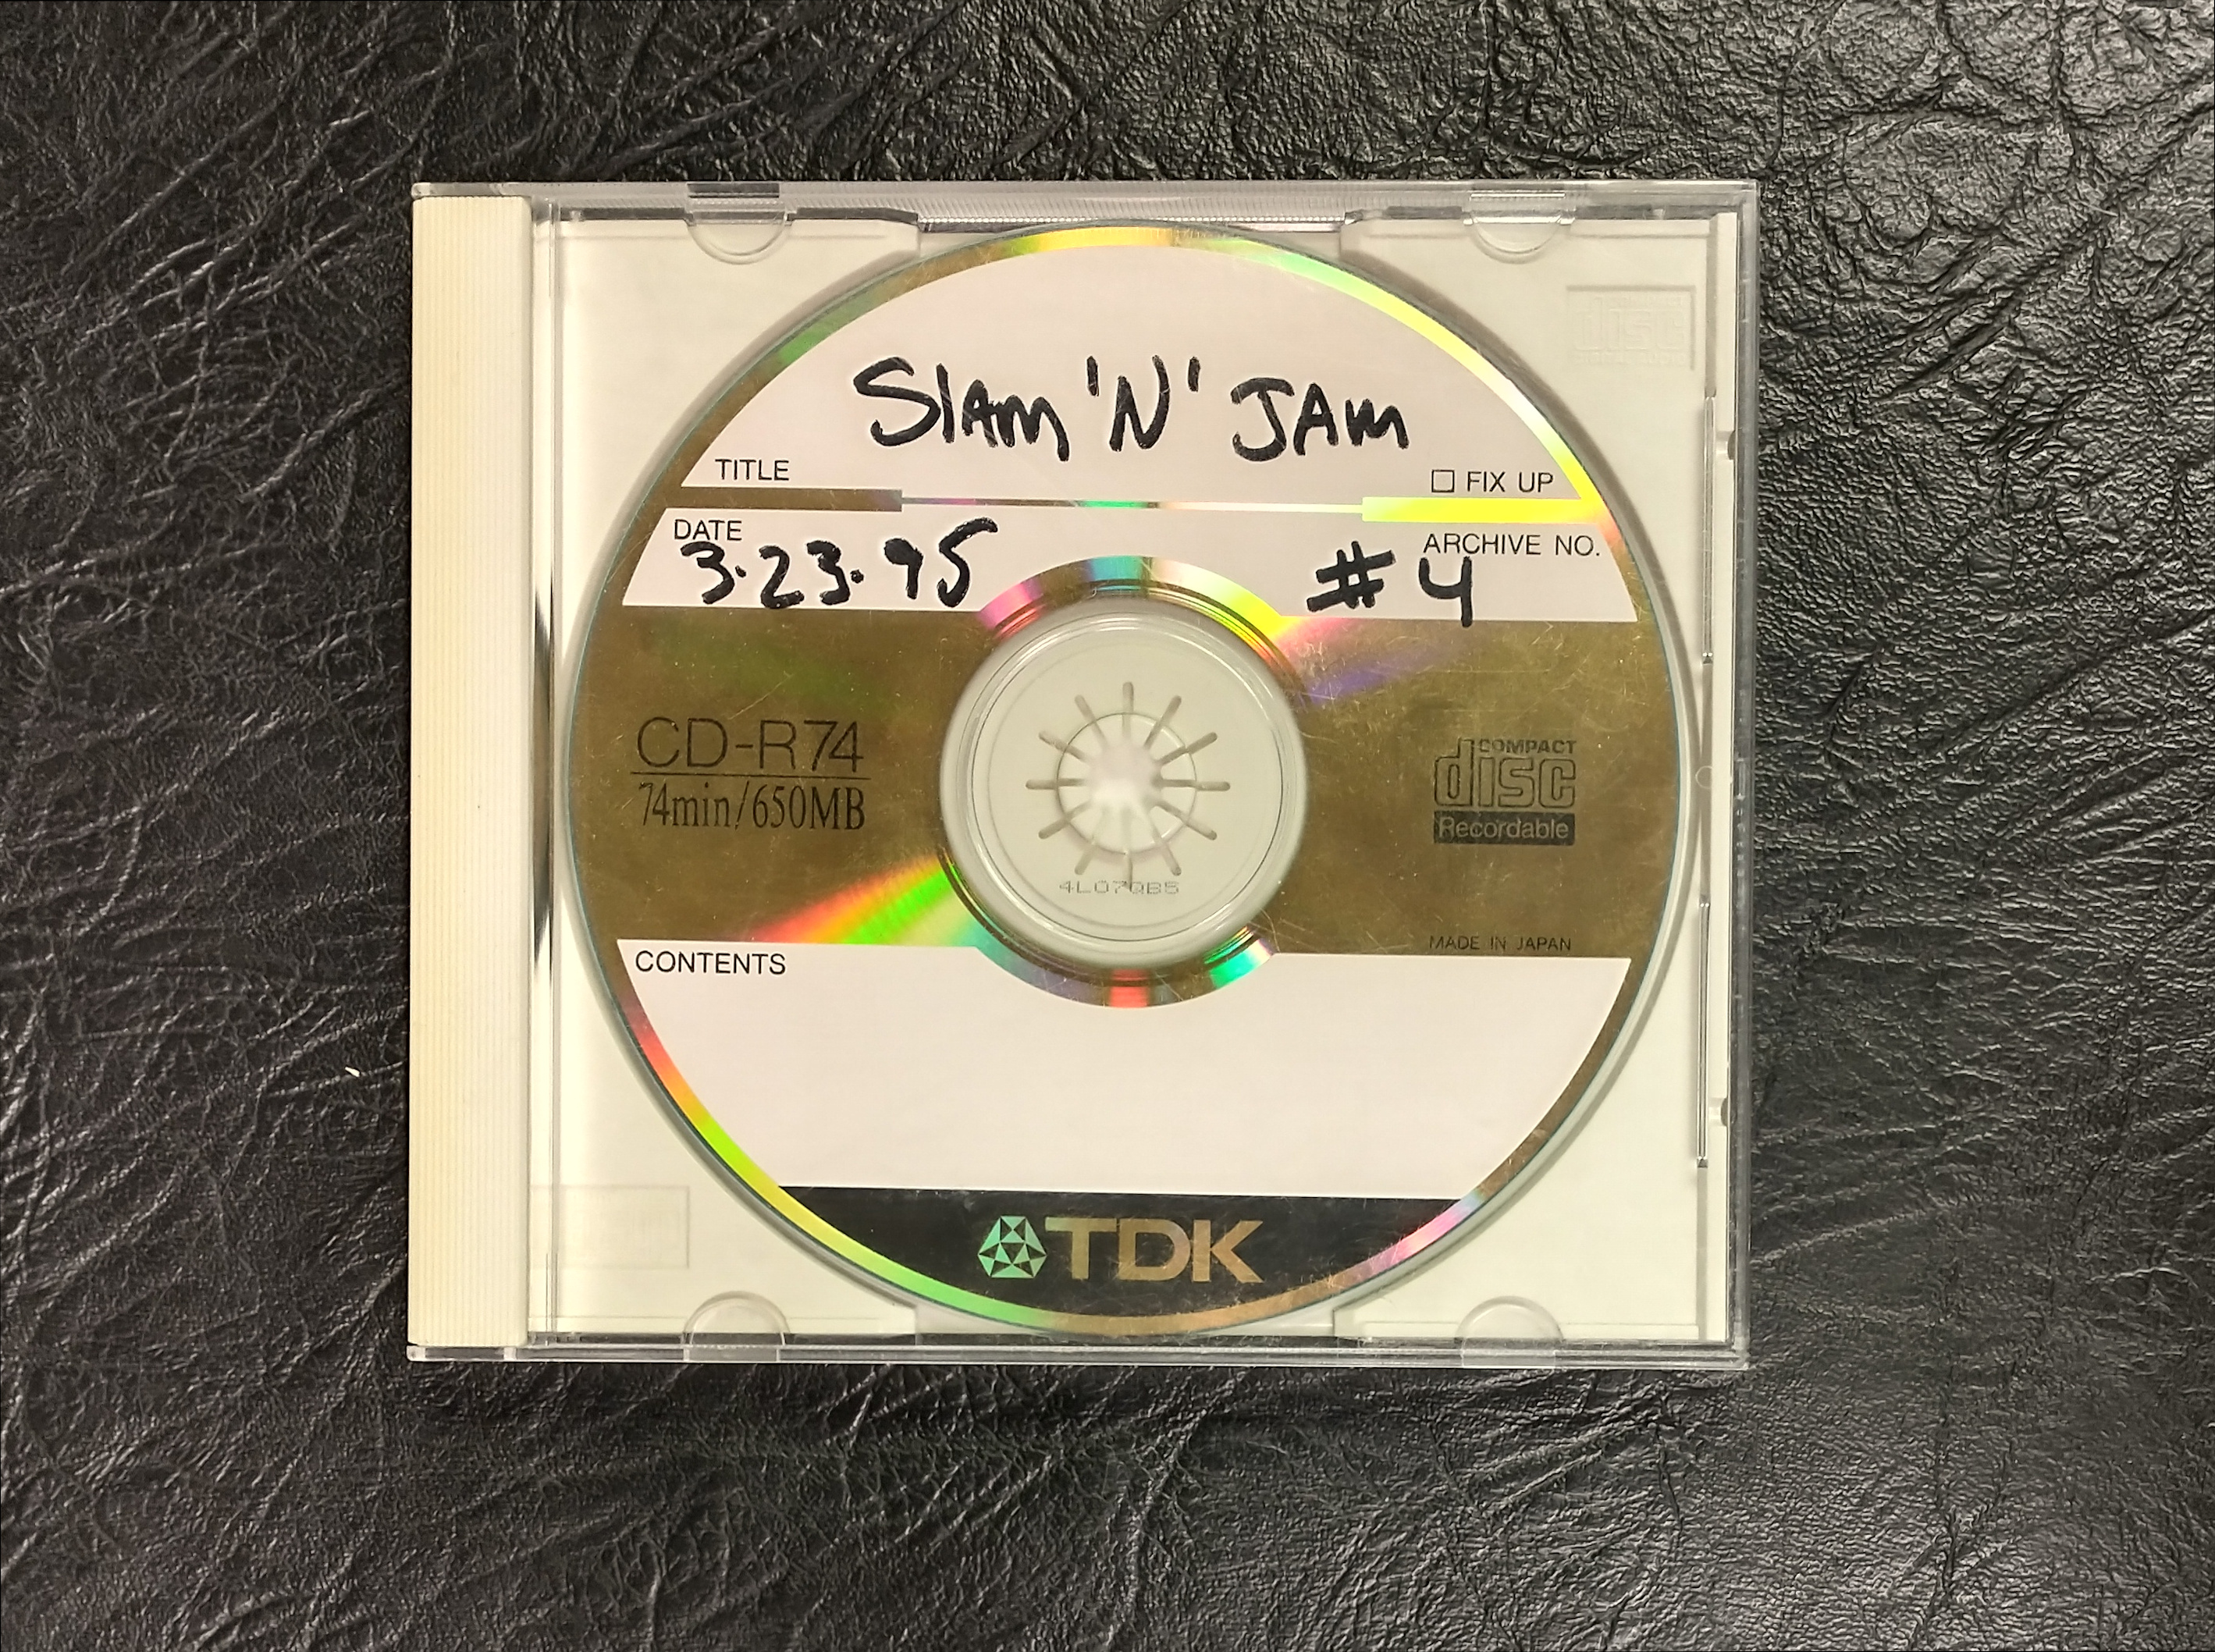 Slam 'N' JAm
TITLE
☐ FIX UP
DATE
ARCHIVE NO.
3.23.95
#4
CD-R74
74min/650MB
COMPACT
disc
Recordable
4L07QB5
MADE IN JAPAN
CONTENTS
TDK